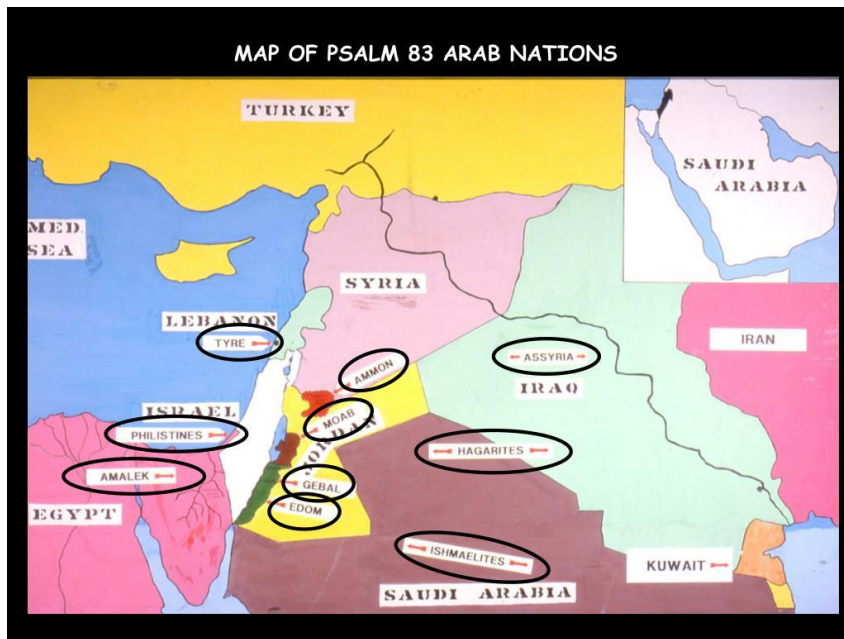 MAP OF PSALM 83 ARAB NATIONS
TURKEY
SAUDI
ARABIA
MED.
SEA
SYRIA
LEBANON
TYRE
IRAN
ASSYRIA
IRAQ
AMMON
ISRAEL
MOAB
PHILISTINES
JORDAN
HAGARITES
AMALEK
GEBAL
EDOM
EGYPT
ISHMAELITES
KUWAIT
SAUDI ARABIA